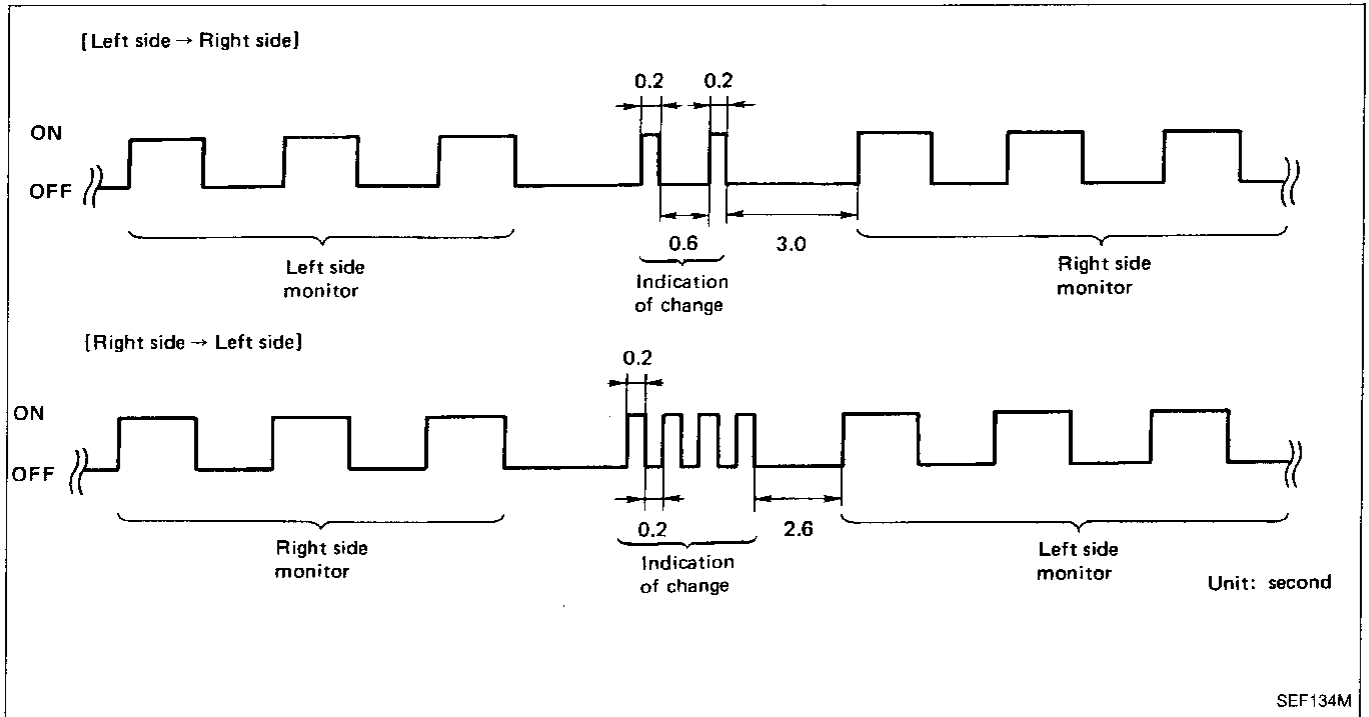 [Left side → Right side]
0.2 0.2
ON
OFF
0.6 3.0
Left side
monitor
Indication
of change
Right side
monitor
[Right side → Left side]
0.2
ON
OFF
0.2 2.6
Right side
monitor
Indication
of change
Left side
monitor
Unit: second
SEF134M